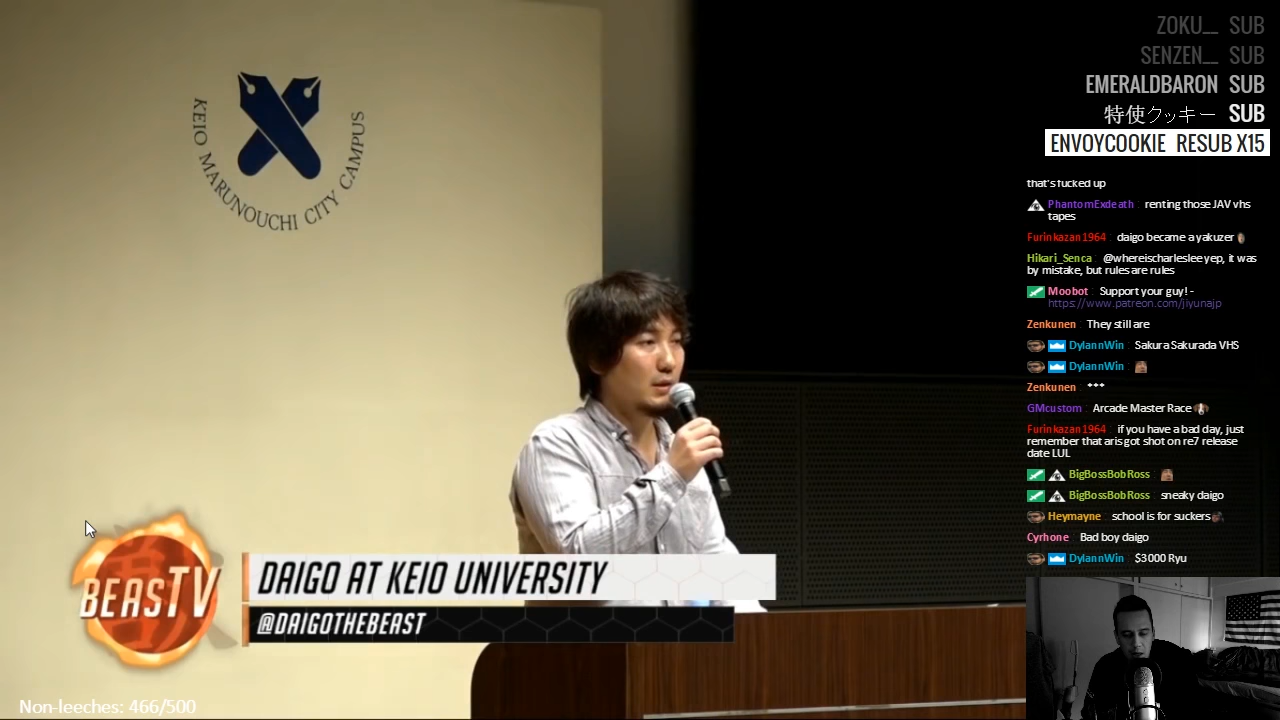 KEIO MARUNOUCHI CITY CAMPUS
BEASTV
DAIGO AT KEIO UNIVERSITY
@DAIGOTHEBEAST
Non-leeches: 466/500
ZOKU__ SUB
SENZEN__ SUB
EMERALDBARON SUB
特使クッキー SUB
ENVOYCOOKIE RESUB X15
that's fucked up
PhantomExdeath : renting those JAV vhs
tapes
Furinkazan1964 : daigo became a yakuzer
Hikari_Senca : @whereischarleslee yep, it was
by mistake, but rules are rules
Moobot : Support your guy! -
https://www.patreon.com/jiyunajp
Zenkunen : They still are
DylannWin : Sakura Sakurada VHS
DylannWin :
Zenkunen : ***
GMcustom : Arcade Master Race
Furinkazan1964 : if you have a bad day, just
remember that aris got shot on re7 release
date LUL
BigBossBobRoss :
BigBossBobRoss : sneaky daigo
Heymayne : school is for suckers
Cyrhone : Bad boy daigo
DylannWin : $3000 Ryu